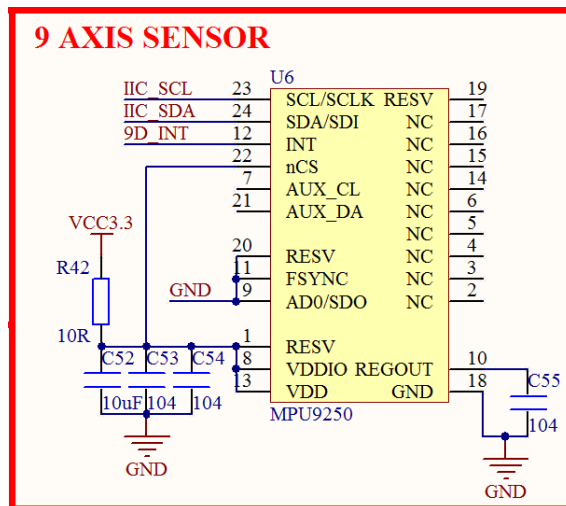 9 AXIS SENSOR
U6
IIC_SCL 23 SCL/SCLK RESV 19
IIC_SDA 24 SDA/SDI NC 17
9D_INT 12 INT NC 16
22 nCS NC 15
7 AUX_CL NC 14
21 AUX_DA NC 6
NC 5
VCC3.3
20 RESV NC 4
R42
11 FSYNC NC 3
GND 9 AD0/SDO NC 2
10R
1 RESV
C52 C53 C54
8 VDDIO REGOUT 10
13 VDD GND 18
C55
10uF 104 104
MPU9250
104
GND
GND